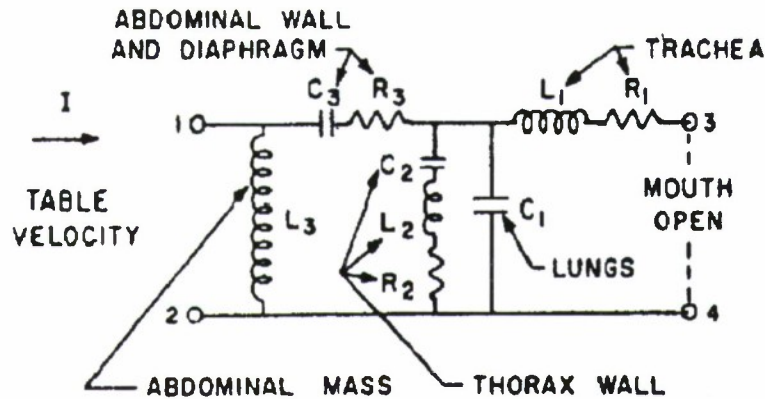 ABDOMINAL WALL
AND DIAPHRAGM
TRACHEA
C3 R3
L1 R1
I
1
3
TABLE
VELOCITY
L3
C2
L2
R2
C1
LUNGS
MOUTH
OPEN
2
4
ABDOMINAL MASS
THORAX WALL